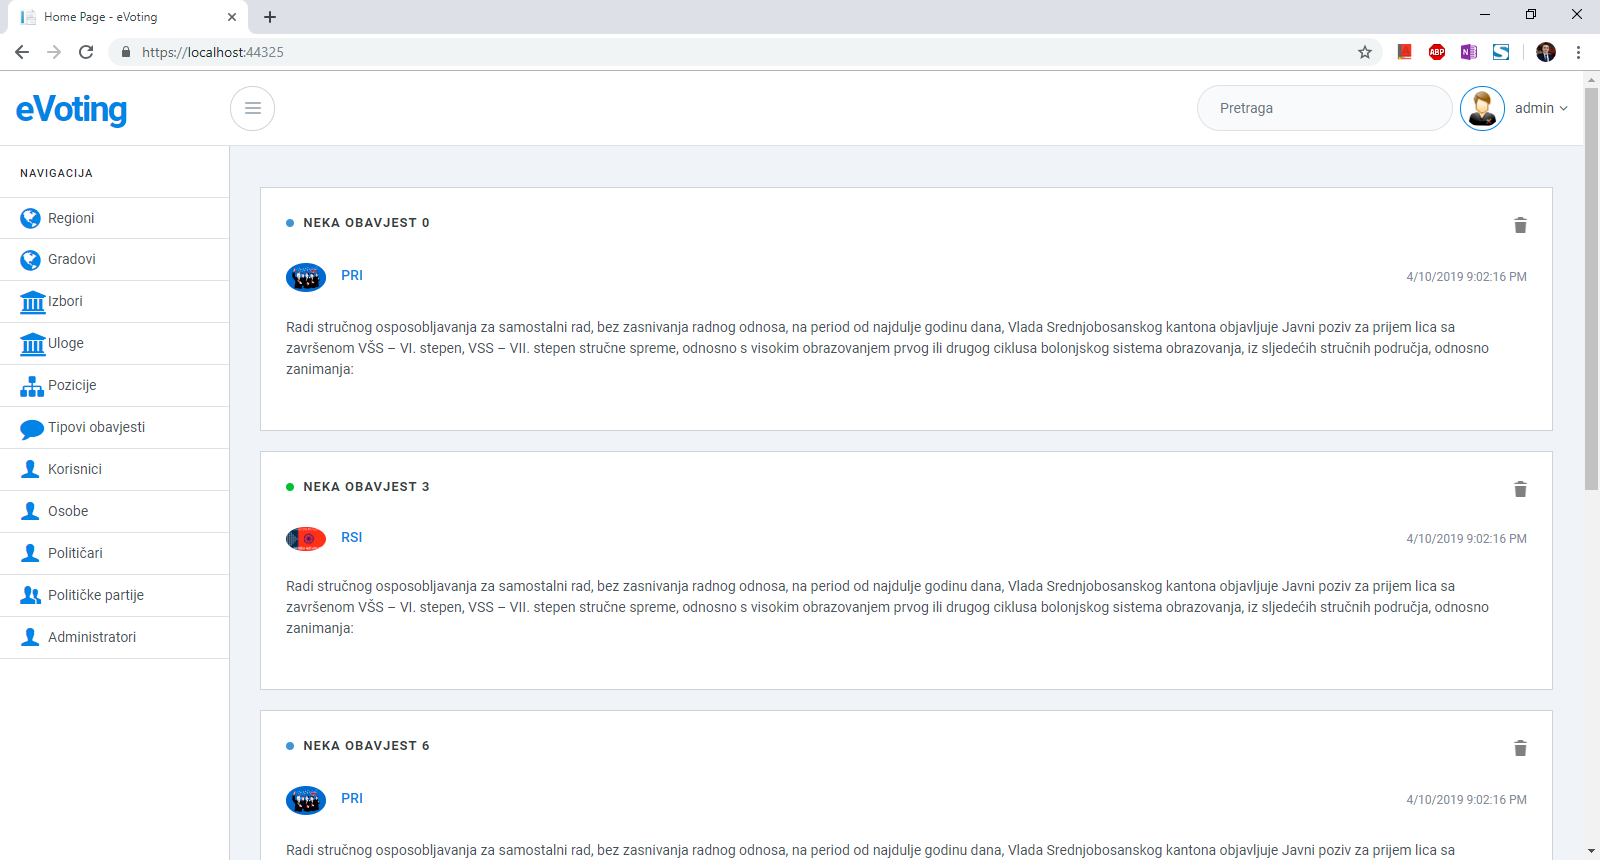 Home Page - eVoting
https://localhost:44325
ABP
eVoting
Pretraga
admin
NAVIGACIJA
Regioni
Gradovi
Izbori
Uloge
Pozicije
Tipovi obavjesti
Korisnici
Osobe
Političari
Političke partije
Administratori
NEKA OBAVJEST 0
PRI
4/10/2019 9:02:16 PM
Radi stručnog osposobljavanja za samostalni rad, bez zasnivanja radnog odnosa, na period od najdulje godinu dana, Vlada Srednjobosanskog kantona objavljuje Javni poziv za prijem lica sa
završenom VŠS – VI. stepen, VSS – VII. stepen stručne spreme, odnosno s visokim obrazovanjem prvog ili drugog ciklusa bolonjskog sistema obrazovanja, iz sljedećih stručnih područja, odnosno
zanimanja:
NEKA OBAVJEST 3
RSI
4/10/2019 9:02:16 PM
Radi stručnog osposobljavanja za samostalni rad, bez zasnivanja radnog odnosa, na period od najdulje godinu dana, Vlada Srednjobosanskog kantona objavljuje Javni poziv za prijem lica sa
završenom VŠS – VI. stepen, VSS – VII. stepen stručne spreme, odnosno s visokim obrazovanjem prvog ili drugog ciklusa bolonjskog sistema obrazovanja, iz sljedećih stručnih područja, odnosno
zanimanja:
NEKA OBAVJEST 6
PRI
4/10/2019 9:02:16 PM
Radi stručnog osposobljavanja za samostalni rad, bez zasnivanja radnog odnosa, na period od najdulje godinu dana, Vlada Srednjobosanskog kantona objavljuje Javni poziv za prijem lica sa